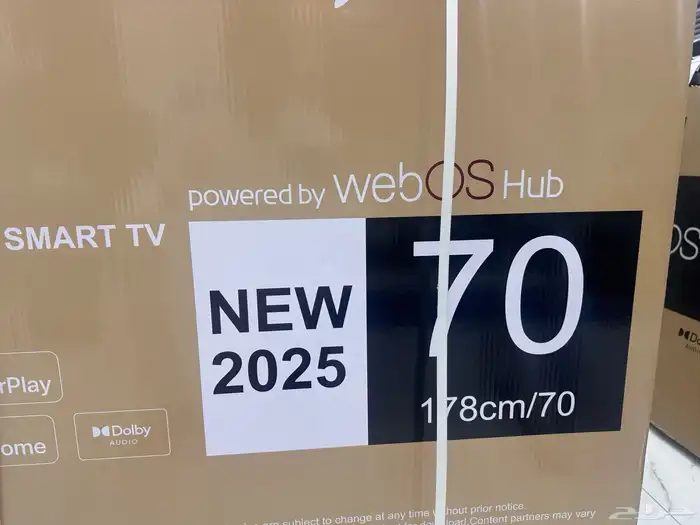 powered by webOS Hub
SMART TV
NEW
2025
70
178cm/70
rPlay
ome
Dolby
AUDIO
are subject to change at any time without prior notice.
Content partners may vary